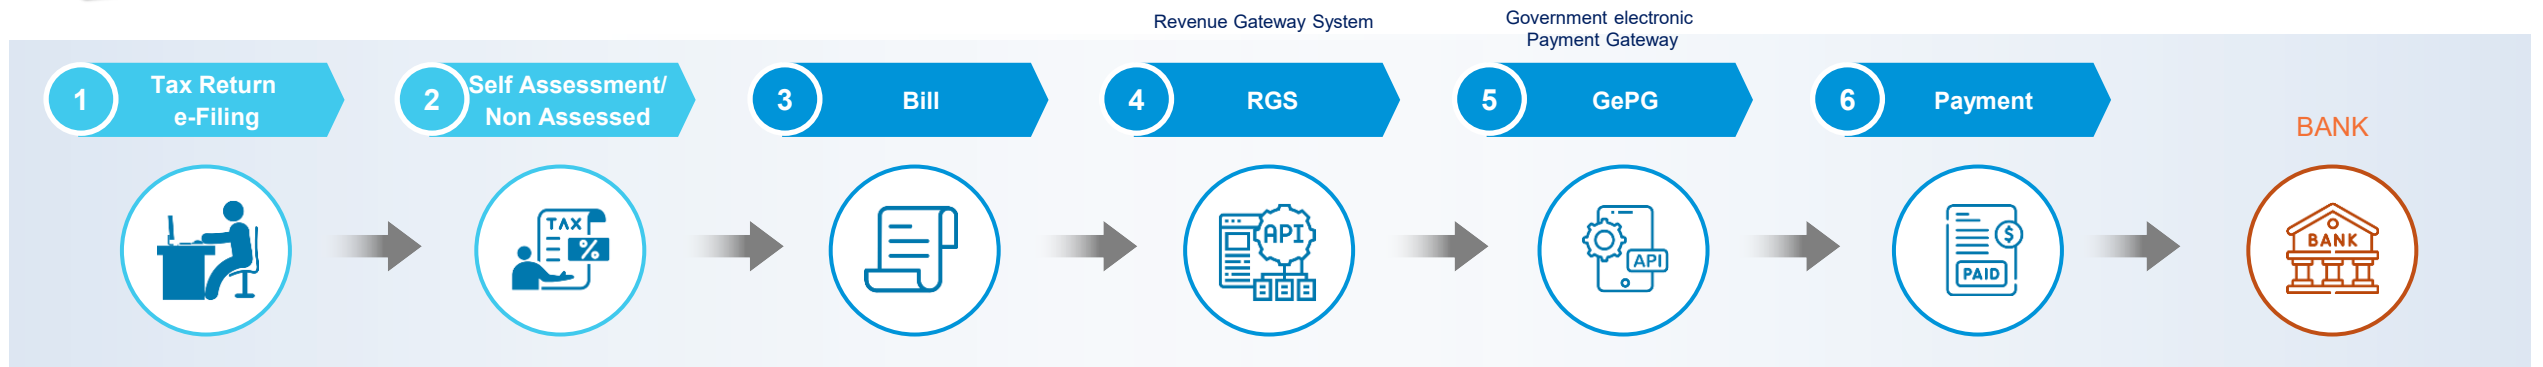 Revenue Gateway System
Government electronic
Payment Gateway
1
Tax Return
e-Filing
2
Self Assessment/
Non Assessed
3
Bill
4
RGS
5
GePG
6
Payment
BANK
TAX
%
API
API
$
PAID
BANK